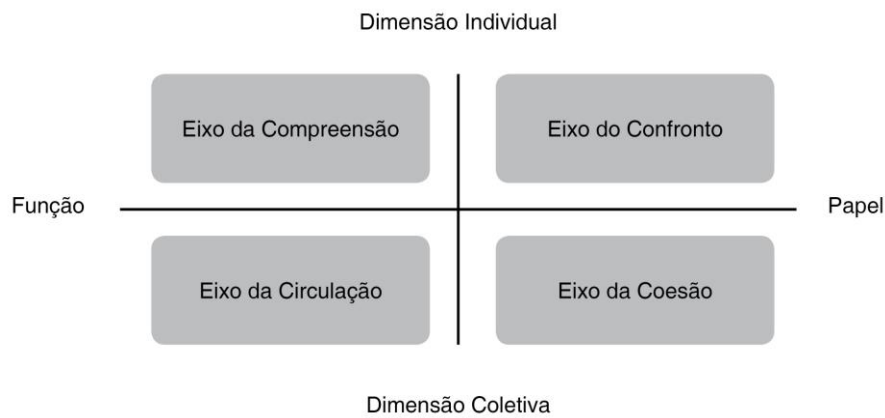 Dimensão Individual
Eixo da Compreensão
Eixo do Confronto
Função
Papel
Eixo da Circulação
Eixo da Coesão
Dimensão Coletiva